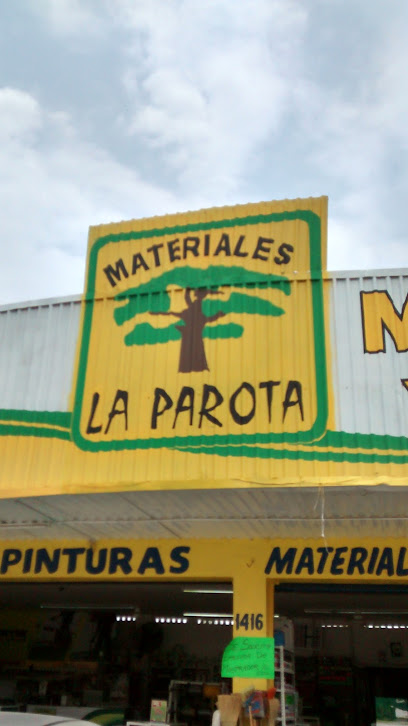 MATERIALES
LA PAROTA
M
PINTURAS
MATERIAL
1416